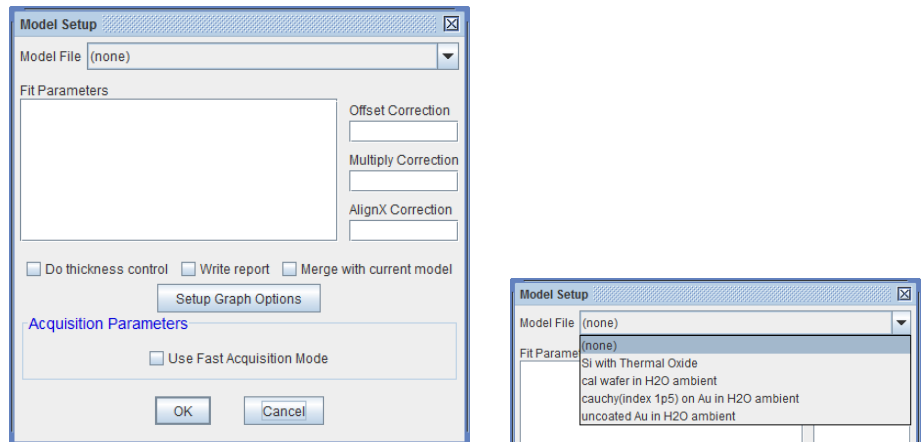 Model Setup
Model File (none)
Fit Parameters
Offset Correction
Multiply Correction
AlignX Correction
Do thickness control Write report Merge with current model
Setup Graph Options
Acquisition Parameters
Use Fast Acquisition Mode
OK Cancel
Model Setup
Model File (none)
Fit Parame
(none)
Si with Thermal Oxide
cal wafer in H2O ambient
cauchy(index 1p5) on Au in H2O ambient
uncoated Au in H2O ambient